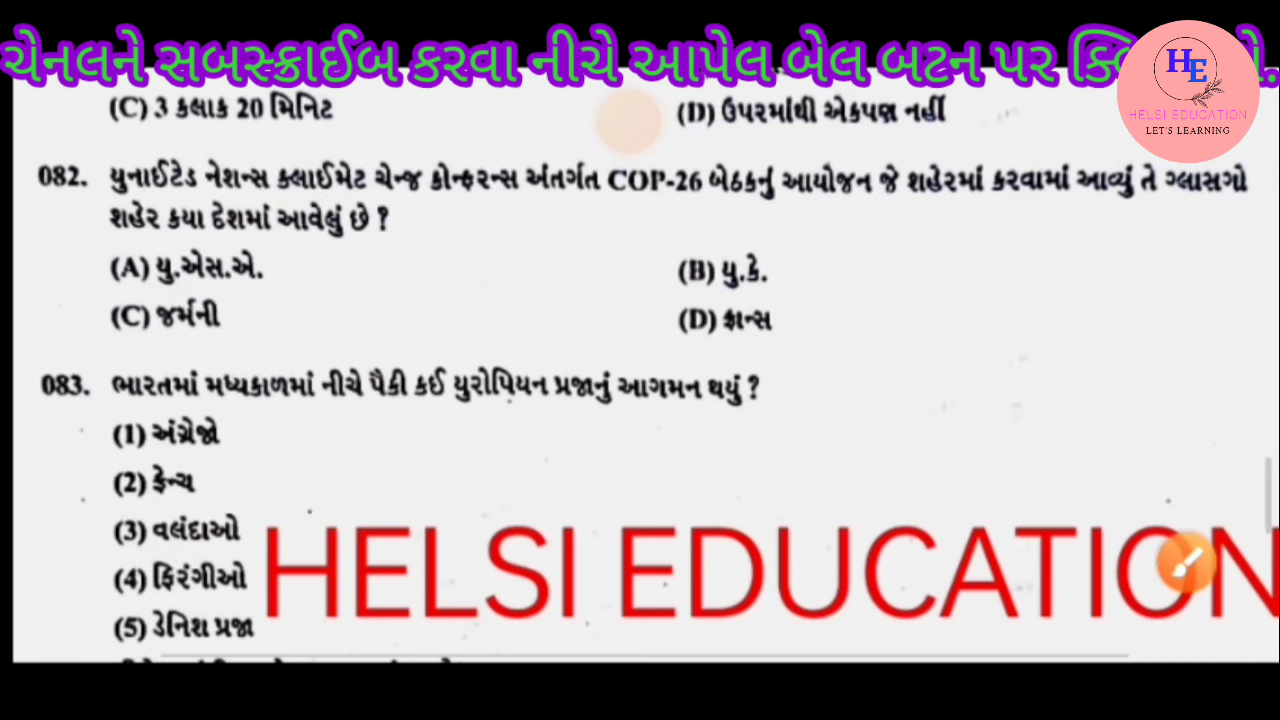 ચેનલને સબસ્ક્રાઈબ કરવા નીચે આપેલ બેલ બટન પર
HE
HELSI EDUCATION
LET'S LEARNING
(C) 3 કલાક 20 મિનિટ
(D) ઉપરમાંથી એકપણ નહીં
082. યુનાઈટેડ નેશન્સ ક્લાઈમેટ ચેન્જ કોન્ફરન્સ અંતર્ગત COP-26 બેઠકનું આયોજન જે શહેરમાં કરવામાં આવ્યું તે ગ્લાસગો
શહેર કયા દેશમાં આવેલું છે ?
(A) યુ.એસ.એ.
(B) યુ.કે.
(C) જર્મની
(D) ફ્રાન્સ
083. ભારતમાં મધ્યકાળમાં નીચે પૈકી કઈ યુરોપિયન પ્રજાનું આગમન થયું ?
(1) અંગ્રેજો
(2) ફ્રેન્ચ
(3) વલંદાઓ
(4) ફિરંગીઓ
(5) ડેનિશ પ્રજા
HELSI EDUCATION